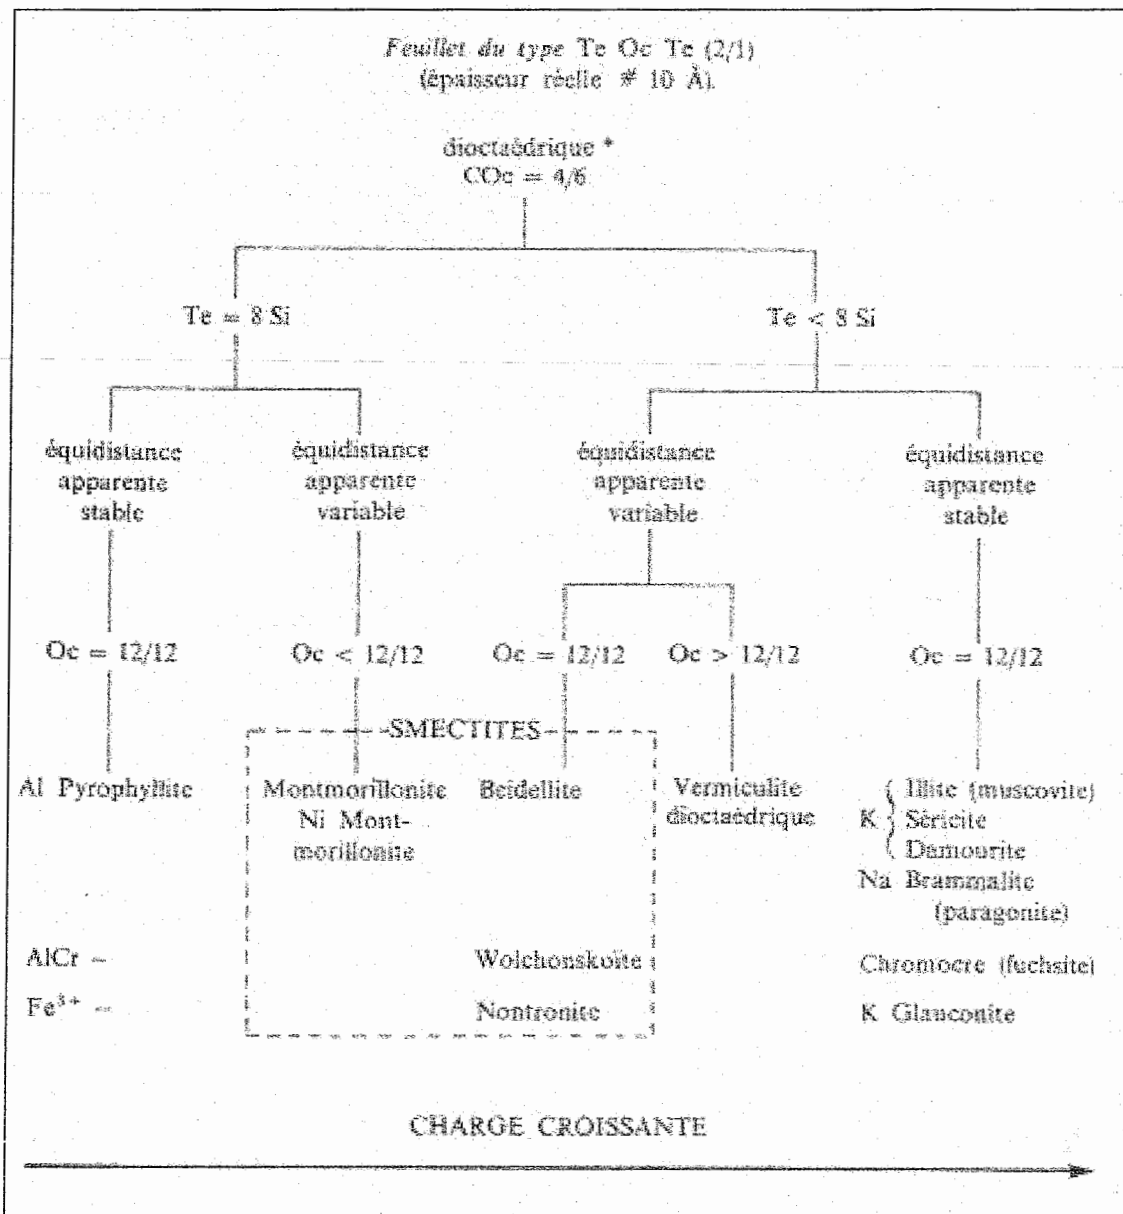 Feuillet du type Te Oc Te (2/1)
(épaisseur réelle # 10 Å).
dioctaédrique *
COc = 4/6
Te = 8 Si
Te < 8 Si
équidistance
apparente
stable
équidistance
apparente
variable
équidistance
apparente
variable
équidistance
apparente
stable
Oc = 12/12
Oc < 12/12
Oc = 12/12
Oc > 12/12
Oc = 12/12
SMECTITES
Al Pyrophyllite
Montmorillonite
Ni Mont-
morillonite
Beidellite
Vermiculite
dioctaédrique
K { Illite (muscovite)
Séricite
Damourite
Na Brammalite
(paragonite)
AlCr –
Wolchonskoïte
Chromocre (fuchsite)
Fe³⁺ –
Nontronite
K Glauconite
CHARGE CROISSANTE